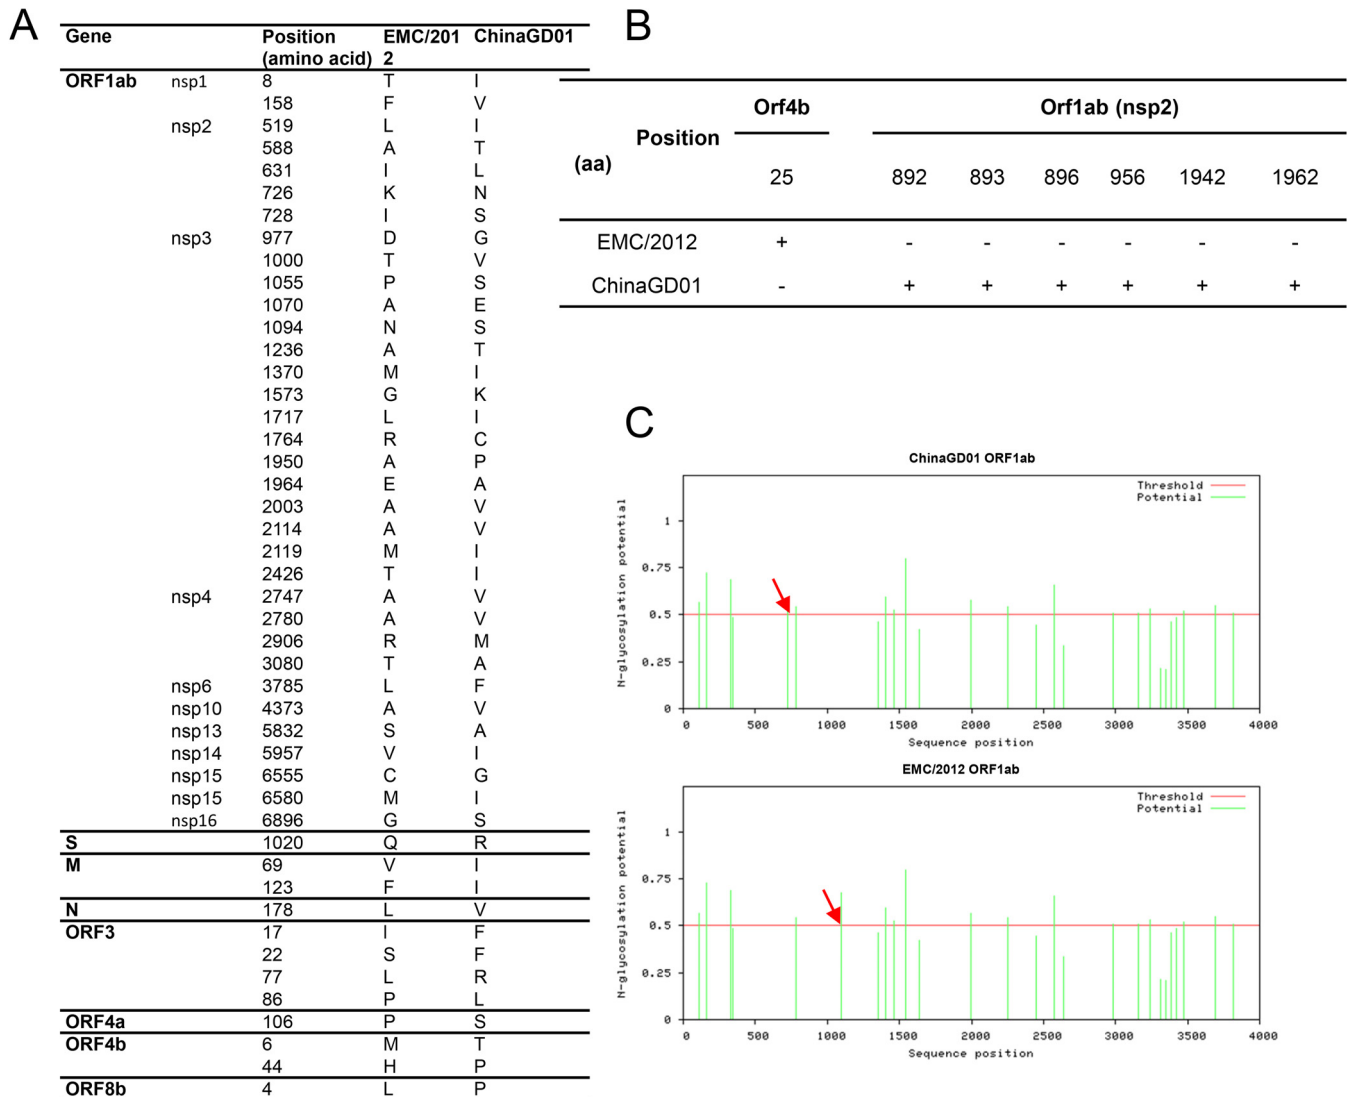 A
Gene Position EMC/201 ChinaGD01
(amino acid) 2
ORF1ab nsp1 8 T I
158 F V
nsp2 519 L I
588 A T
631 I L
726 K N
728 I S
nsp3 977 D G
1000 T V
1055 P S
1070 A E
1094 N S
1236 A T
1370 M I
1573 G K
1717 L I
1764 R C
1950 A P
1964 E A
2003 A V
2114 A V
2119 M I
2426 T I
nsp4 2747 A V
2780 A V
2906 R M
3080 T A
nsp6 3785 L F
nsp10 4373 A V
nsp13 5832 S A
nsp14 5957 V I
nsp15 6555 C G
nsp15 6580 M I
nsp16 6896 G S
S 1020 Q R
M 69 V I
123 F I
N 178 L V
ORF3 17 I F
22 S F
77 L R
86 P L
ORF4a 106 P S
ORF4b 6 M T
44 H P
ORF8b 4 L P
B
Orf4b Orf1ab (nsp2)
Position
(aa)
25 892 893 896 956 1942 1962
EMC/2012 + - - - - - -
ChinaGD01 - + + + + + +
C
ChinaGD01 ORF1ab
Threshold
Potential
N-glycosylation potential
1
0.75
0.5
0.25
0
0 500 1000 1500 2000 2500 3000 3500 4000
Sequence position
EMC/2012 ORF1ab
Threshold
Potential
N-glycosylation potential
1
0.75
0.5
0.25
0
0 500 1000 1500 2000 2500 3000 3500 4000
Sequence position